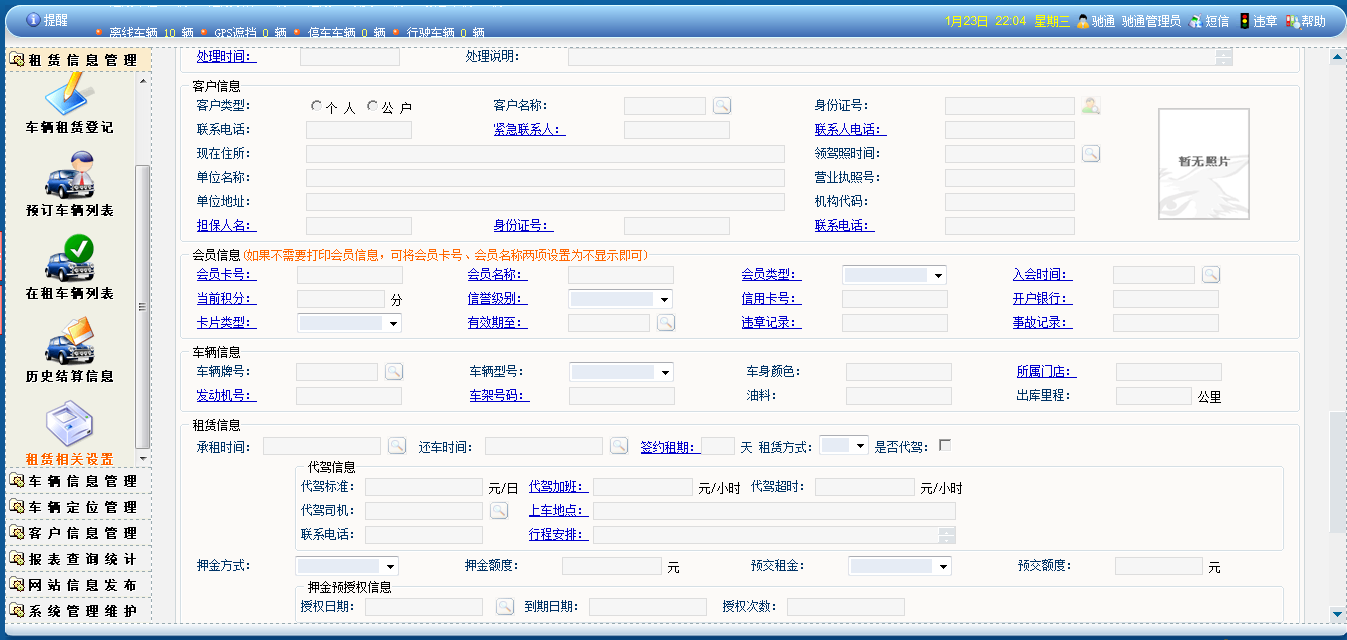 提醒 1月23日 22:04 星期三 驰通 驰通管理员 短信 违章 帮助
离线车辆 10 辆 GPS遮挡 0 辆 停车车辆 0 辆 行驶车辆 0 辆
租赁信息管理
车辆租赁登记
预订车辆列表
在租车辆列表
历史结算信息
租赁相关设置
车辆信息管理
车辆定位管理
客户信息管理
报表查询统计
网站信息发布
系统管理维护
处理时间: 处理说明:
客户信息
客户类型: 个人 公户 客户名称: 身份证号:
联系电话: 紧急联系人: 联系人电话:
现在住所: 领驾照时间:
单位名称: 营业执照号:
单位地址: 机构代码:
担保人名: 身份证号: 联系电话:
暂无照片
会员信息(如果不需要打印会员信息，可将会员卡号、会员名称两项设置为不显示即可)
会员卡号: 会员名称: 会员类型: 入会时间:
当前积分: 分 信誉级别: 信用卡号: 开户银行:
卡片类型: 有效期至: 违章记录: 事故记录:
车辆信息
车辆牌号: 车辆型号: 车身颜色: 所属门店:
发动机号: 车架号码: 油料: 出库里程: 公里
租赁信息
承租时间: 还车时间: 签约租期: 天 租赁方式: 是否代驾:
代驾信息
代驾标准: 元/日 代驾加班: 元/小时 代驾超时: 元/小时
代驾司机: 上车地点:
联系电话: 行程安排:
押金方式: 押金额度: 元 预交租金: 预交额度: 元
押金预授权信息
授权日期: 到期日期: 授权次数: